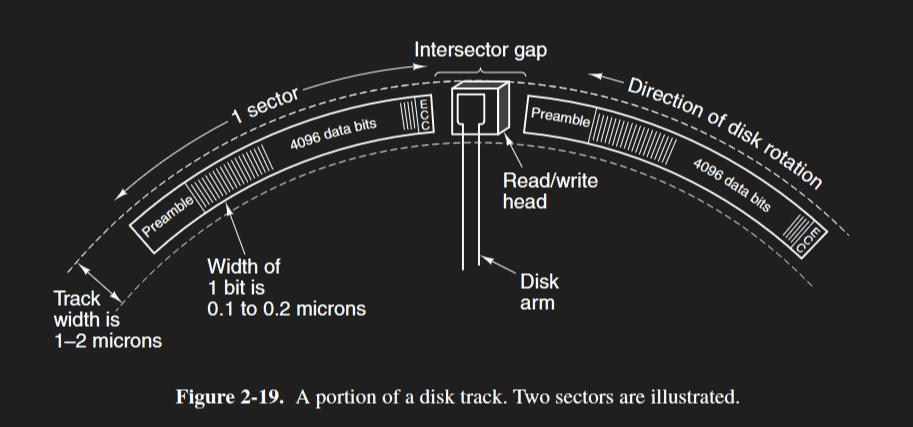 Intersector gap
1 sector
Direction of disk rotation
Preamble
4096 data bits
ECC
Preamble
4096 data bits
ECC
Read/write
head
Width of
1 bit is
0.1 to 0.2 microns
Disk
arm
Track
width is
1–2 microns
Figure 2-19. A portion of a disk track. Two sectors are illustrated.